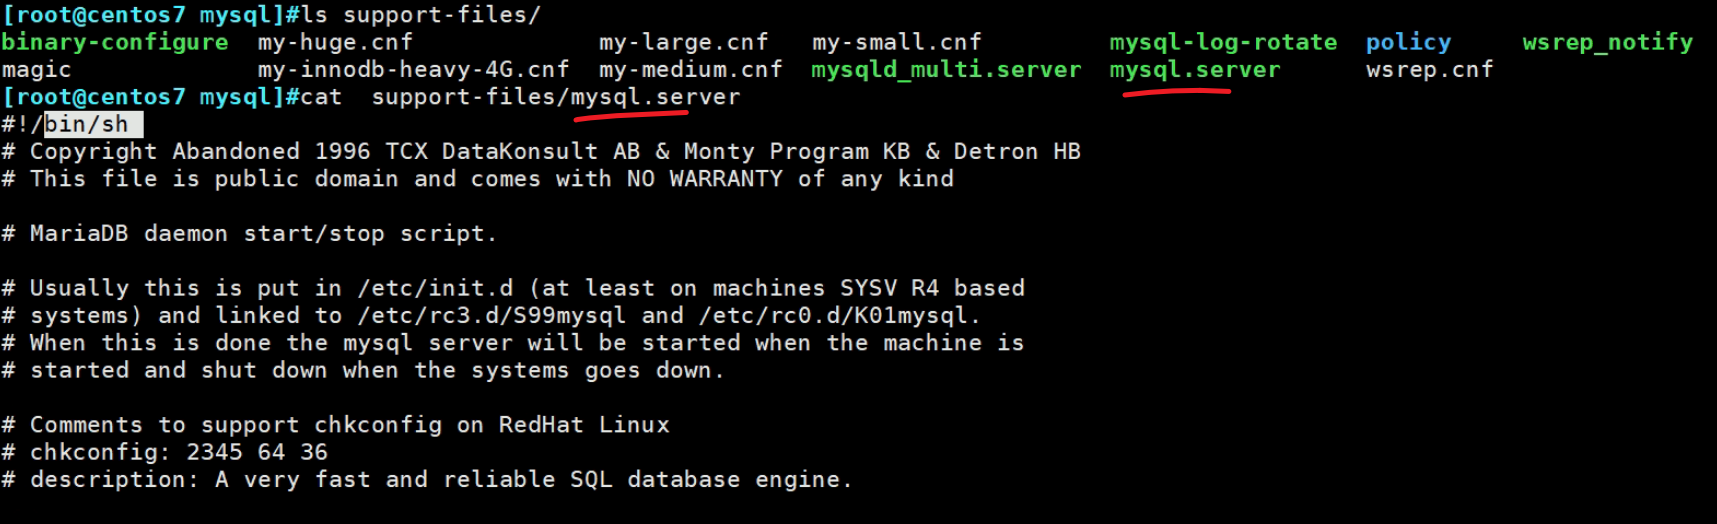 [root@centos7 mysql]#ls support-files/
binary-configure  my-huge.cnf             my-large.cnf   my-small.cnf         mysql-log-rotate  policy     wsrep_notify
magic             my-innodb-heavy-4G.cnf  my-medium.cnf  mysqld_multi.server  mysql.server      wsrep.cnf
[root@centos7 mysql]#cat  support-files/mysql.server
#!/bin/sh
# Copyright Abandoned 1996 TCX DataKonsult AB & Monty Program KB & Detron HB
# This file is public domain and comes with NO WARRANTY of any kind

# MariaDB daemon start/stop script.

# Usually this is put in /etc/init.d (at least on machines SYSV R4 based
# systems) and linked to /etc/rc3.d/S99mysql and /etc/rc0.d/K01mysql.
# When this is done the mysql server will be started when the machine is
# started and shut down when the systems goes down.

# Comments to support chkconfig on RedHat Linux
# chkconfig: 2345 64 36
# description: A very fast and reliable SQL database engine.